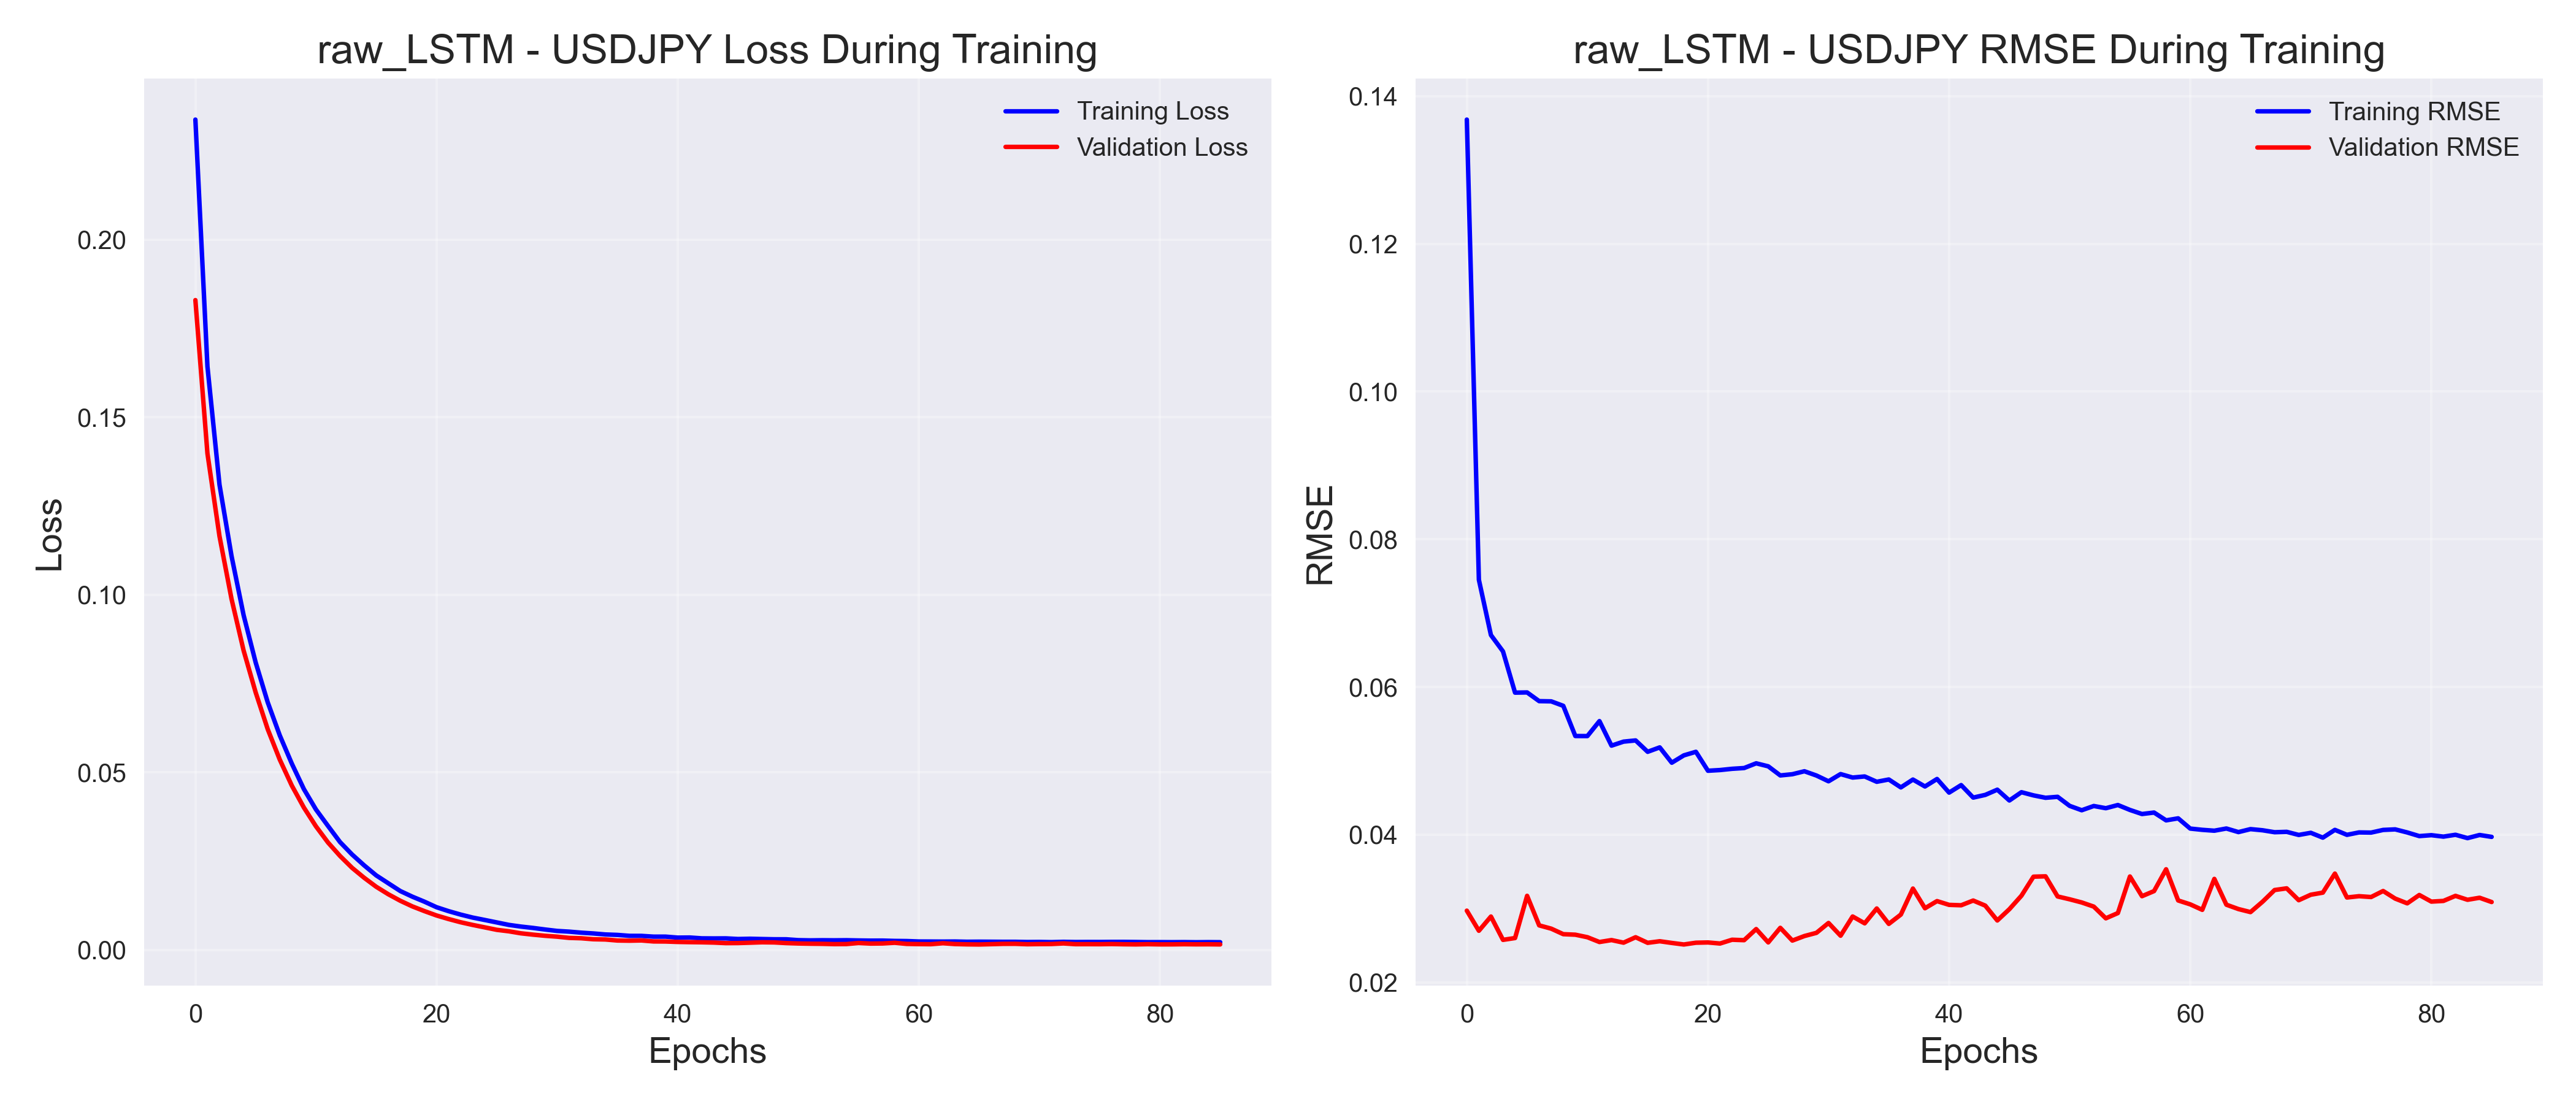 raw_LSTM - USDJPY Loss During Training
Training Loss
Validation Loss
0.20
0.15
0.10
0.05
0.00
Loss
0
20
40
60
80
Epochs
raw_LSTM - USDJPY RMSE During Training
Training RMSE
Validation RMSE
0.14
0.12
0.10
0.08
0.06
0.04
0.02
RMSE
0
20
40
60
80
Epochs